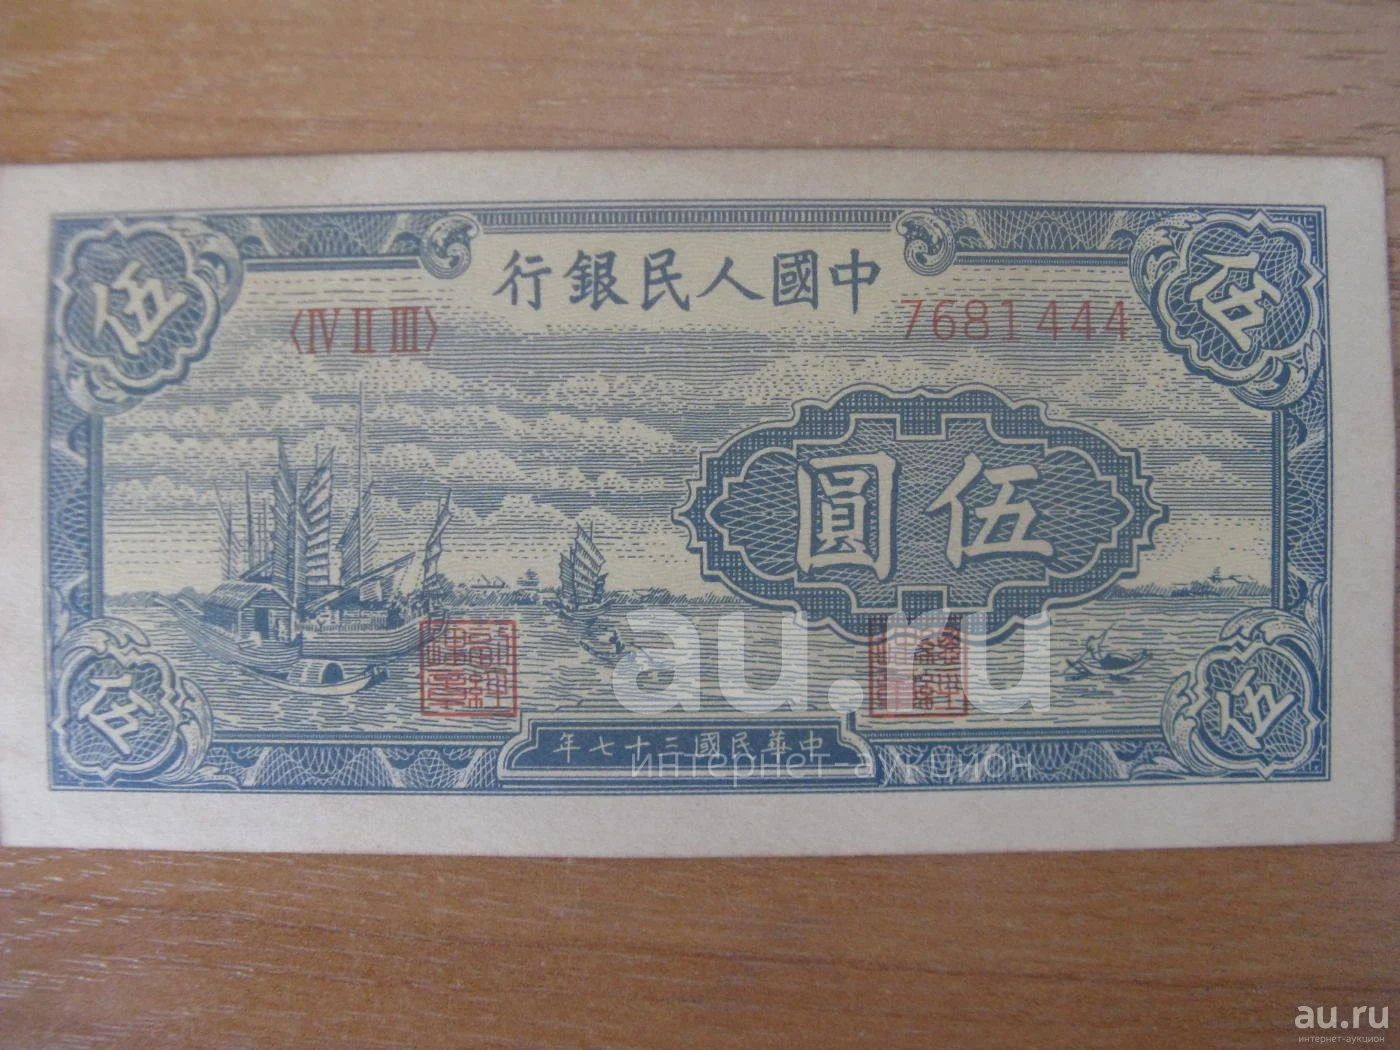 中國人民銀行
〈IV II III〉
7681444
伍
伍
伍圓
伍
伍
中華民國三十七年
au.ru
интернет-аукцион
au.ru
интернет-аукцион